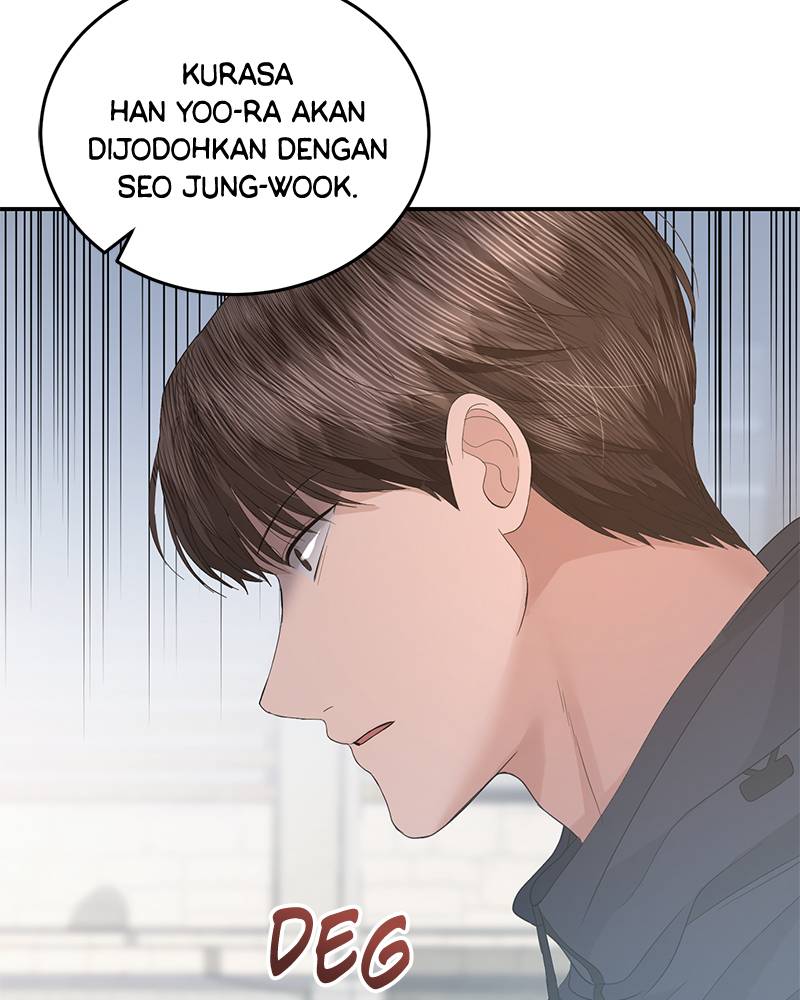 KURASA
HAN YOO-RA AKAN
DIJODOHKAN DENGAN
SEO JUNG-WOOK.
DEG